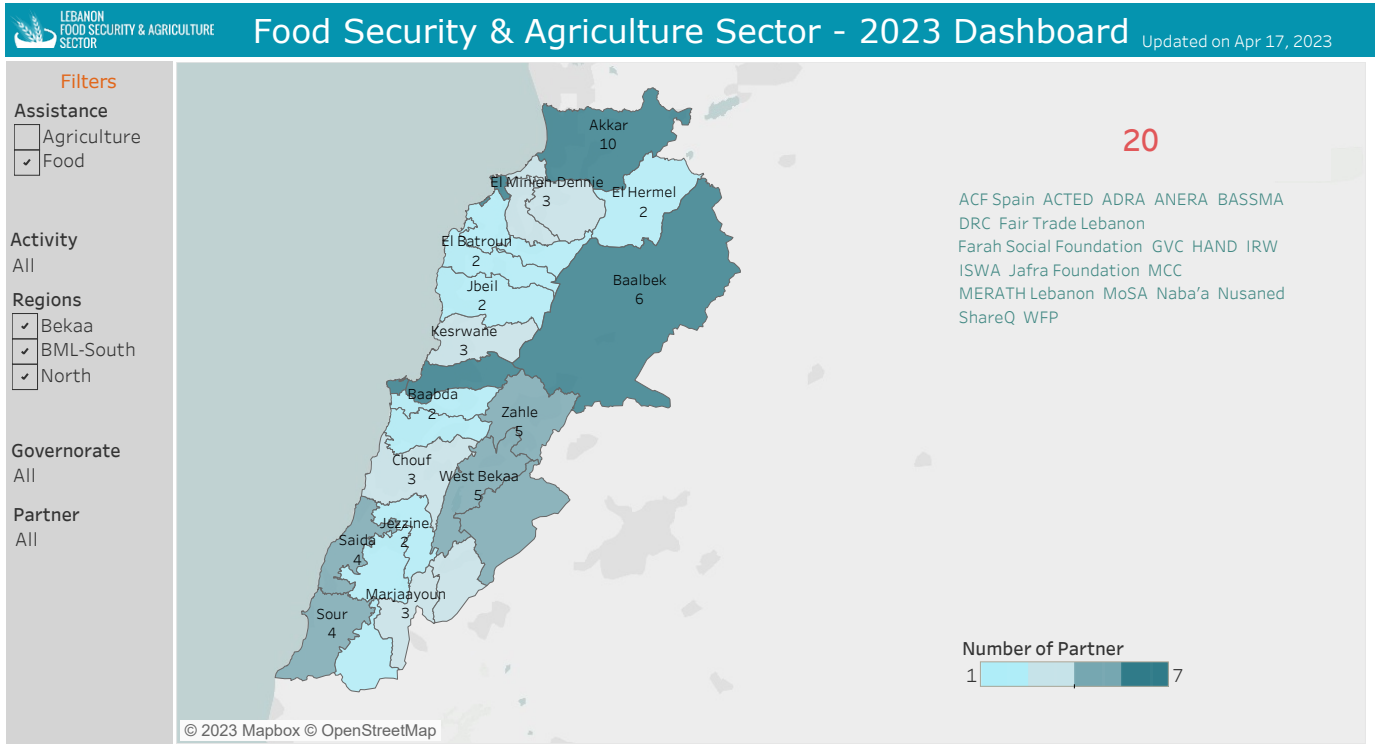 LEBANON
FOOD SECURITY & AGRICULTURE
SECTOR
Food Security & Agriculture Sector - 2023 Dashboard
Updated on Apr 17, 2023
Filters
Assistance
Agriculture
Food
Activity
All
Regions
Bekaa
BML-South
North
Governorate
All
Partner
All
Akkar
10
El Minieh-Dennie
3
El Hermel
2
El Batroun
2
Baalbek
6
Jbeil
2
Kesrwane
3
Baabda
2
Zahle
5
Chouf
3
West Bekaa
5
Jezzine
2
Saida
4
Marjaayoun
3
Sour
4
20
ACF Spain ACTED ADRA ANERA BASSMA
DRC Fair Trade Lebanon
Farah Social Foundation GVC HAND IRW
ISWA Jafra Foundation MCC
MERATH Lebanon MoSA Naba'a Nusaned
ShareQ WFP
Number of Partner
1 7
© 2023 Mapbox © OpenStreetMap